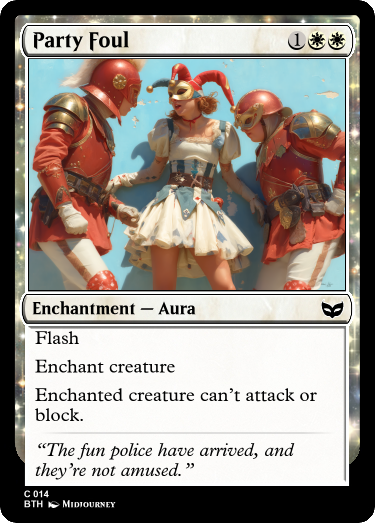 Party Foul 1
Enchantment — Aura
Flash
Enchant creature
Enchanted creature can't attack or
block.
"The fun police have arrived, and
they're not amused."
C 014
BTH Midjourney